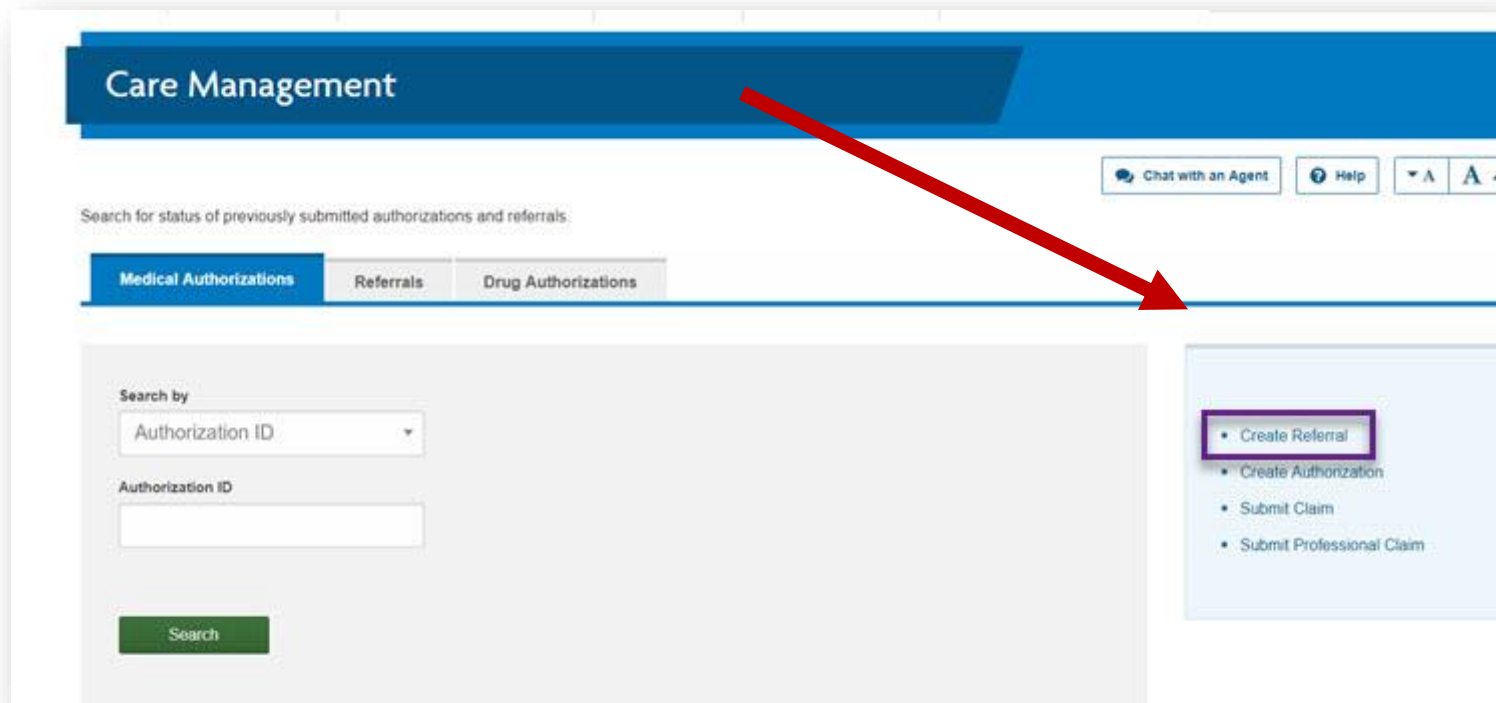 Care Management
Chat with an Agent
Help
A
A
Search for status of previously submitted authorizations and referrals.
Medical Authorizations
Referrals
Drug Authorizations
Search by
Authorization ID
Authorization ID
Search
• Create Referral
• Create Authorization
• Submit Claim
• Submit Professional Claim